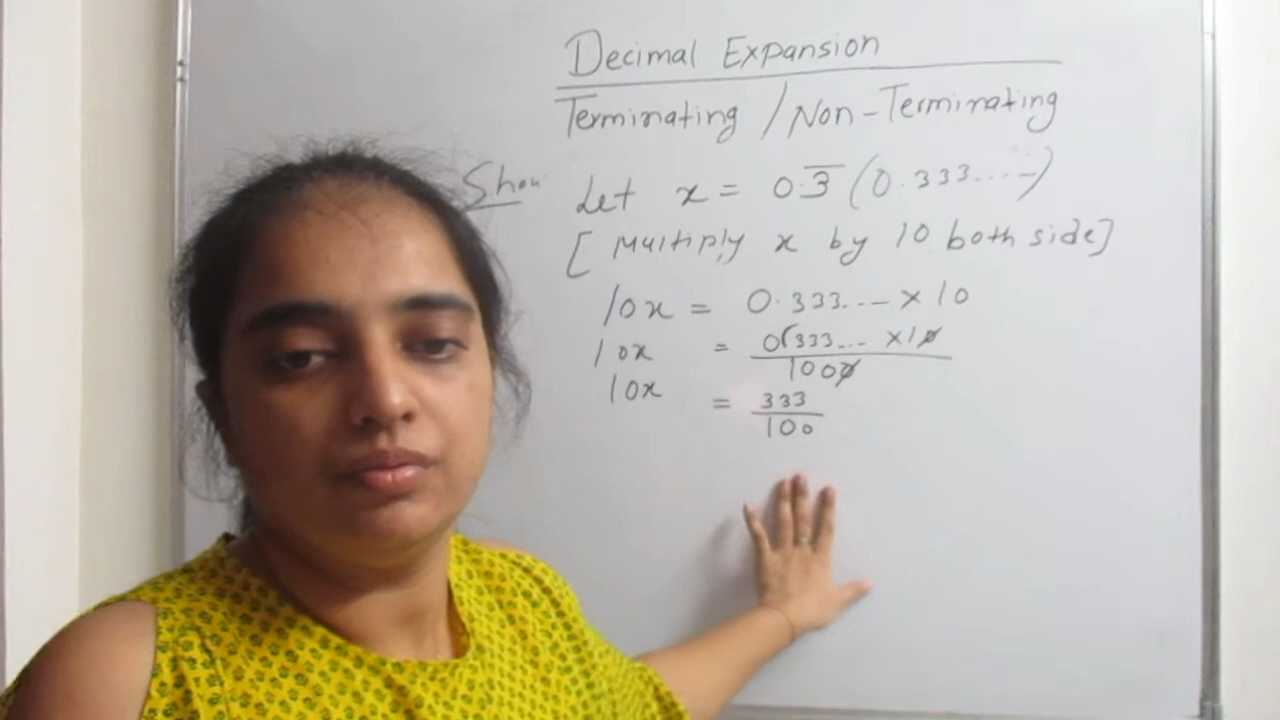 Decimal Expansion
Terminating / Non-Terminating
Show Let x = 0.3̅ (0.333....-)
[ Multiply x by 10 both side]
10x = 0.333..- × 10
10x = 0(333... ×10
1000
10x = 333
100